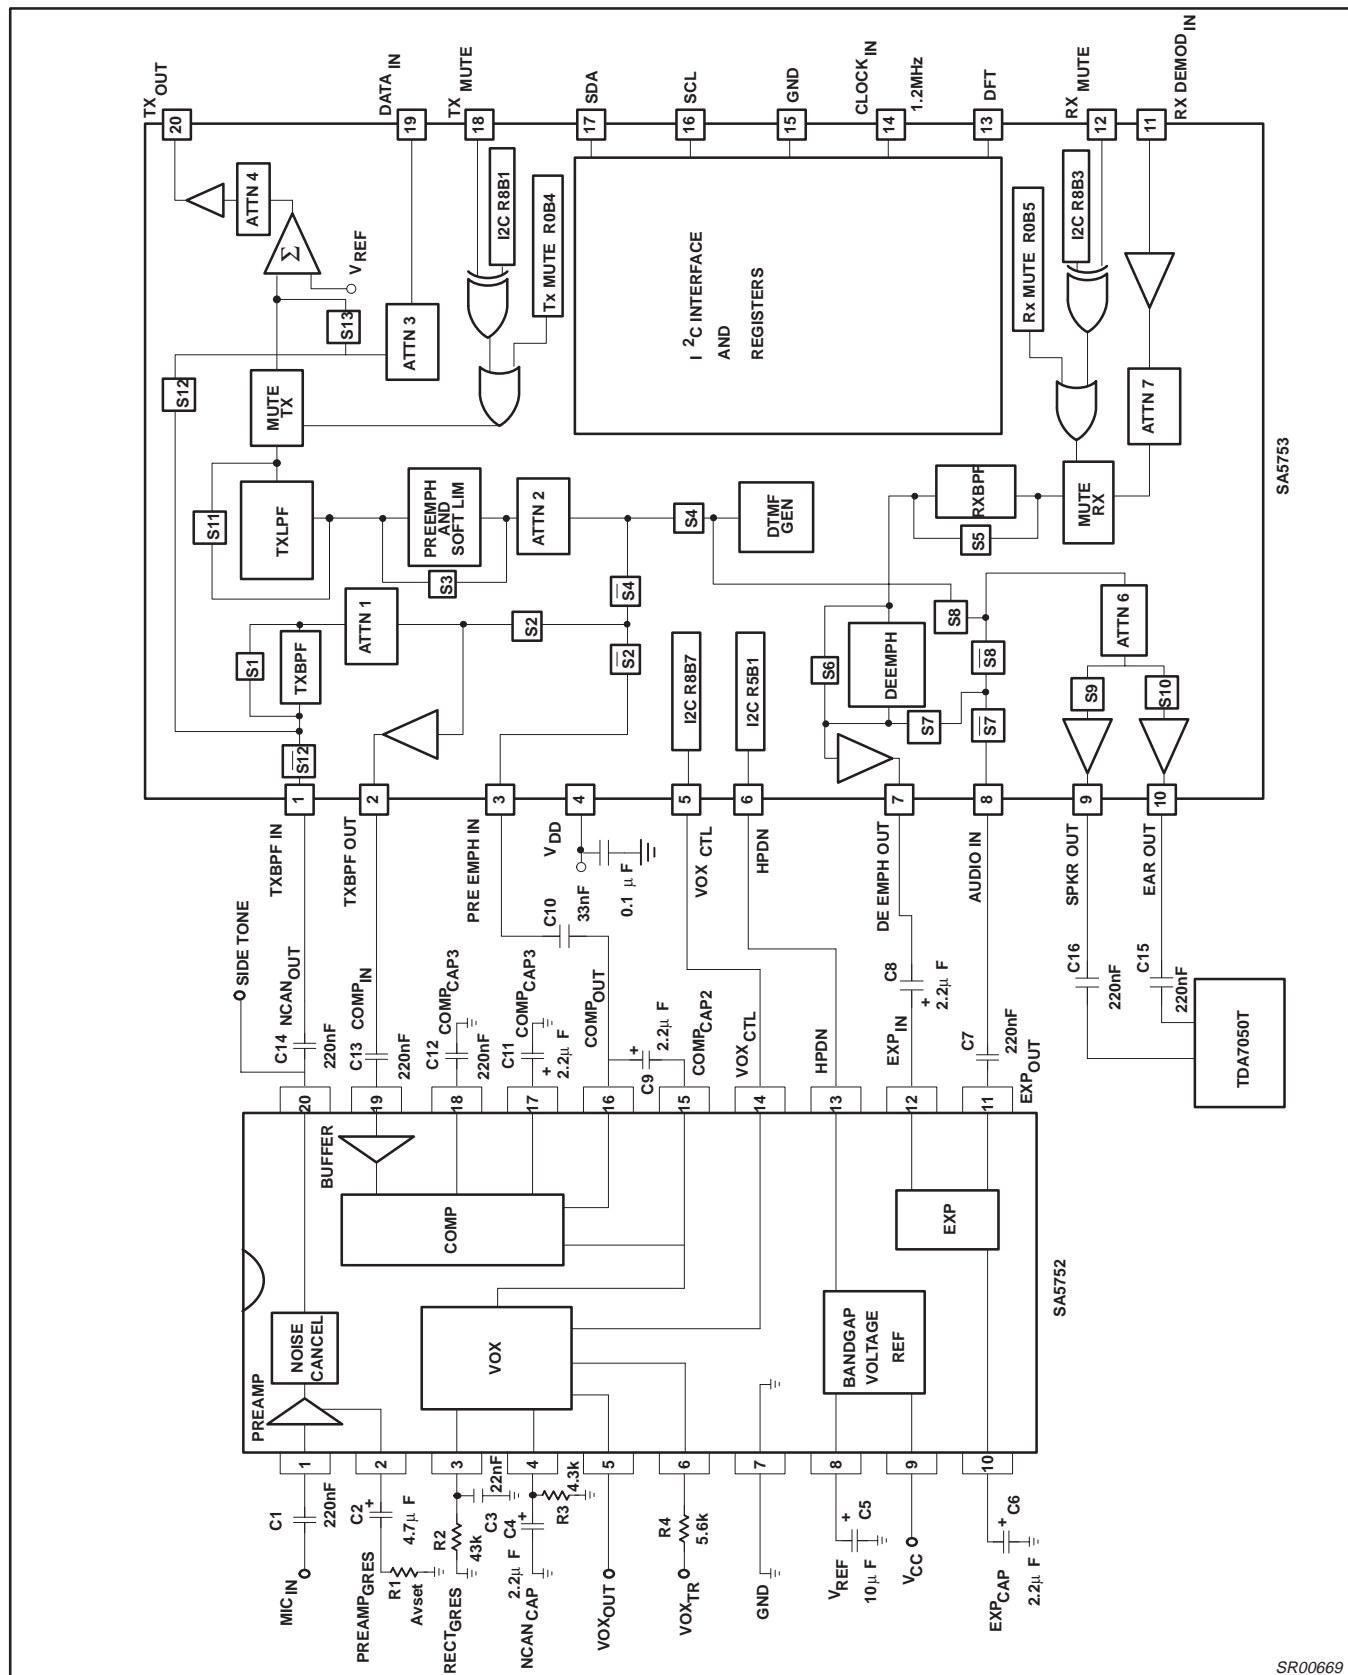 TX OUT
DATA IN
TX MUTE
SDA
SCL
GND
CLOCK IN
1.2MHz
DFT
RX MUTE
RX DEMOD IN
20
19
18
17
16
15
14
13
12
11
ATTN 4
Σ
V REF
S13
ATTN 3
S12
MUTE TX
I2C R8B1
Tx MUTE R0B4
I 2 C INTERFACE
AND
REGISTERS
Rx MUTE R0B5
I2C R8B3
ATTN 7
MUTE RX
RXBPF
S5
S11
TXLPF
PREEMPH
AND
SOFT LIM
S3
ATTN 2
S4
DTMF
GEN
S4
S2
S2
ATTN 1
S1
TXBPF
S12
I2C R8B7
I2C R5B1
S6
DEEMPH
S7
S7
S8
S8
ATTN 6
S9
S10
SA5753
1
2
3
4
5
6
7
8
9
10
TXBPF IN
TXBPF OUT
PRE EMPH IN
V DD
VOX CTL
HPDN
DE EMPH OUT
AUDIO IN
SPKR OUT
EAR OUT
SIDE TONE
C14
220nF
NCAN OUT
C13
220nF
COMP IN
C12
220nF
COMP CAP3
C11
2.2μ F
+
COMP CAP3
C10
33nF
0.1 μ F
COMP OUT
C9
+
2.2μ F
COMP CAP2
VOX CTL
HPDN
EXP IN
C8
+
2.2μ F
C7
220nF
EXP OUT
C16
220nF
C15
220nF
TDA7050T
20
19
18
17
16
15
14
13
12
11
BUFFER
COMP
PREAMP
NOISE
CANCEL
VOX
BANDGAP
VOLTAGE
REF
EXP
SA5752
1
2
3
4
5
6
7
8
9
10
C1
220nF
MIC IN
C2
+
4.7μ F
PREAMP GRES
R1
Avset
R2
43k
C3
22nF
RECT GRES
C4
+
2.2μ F
R3
4.3k
NCAN CAP
VOX OUT
R4
5.6k
VOX TR
GND
V REF
10μ F
+
C5
V CC
EXP CAP
2.2μ F
+
C6
SR00669